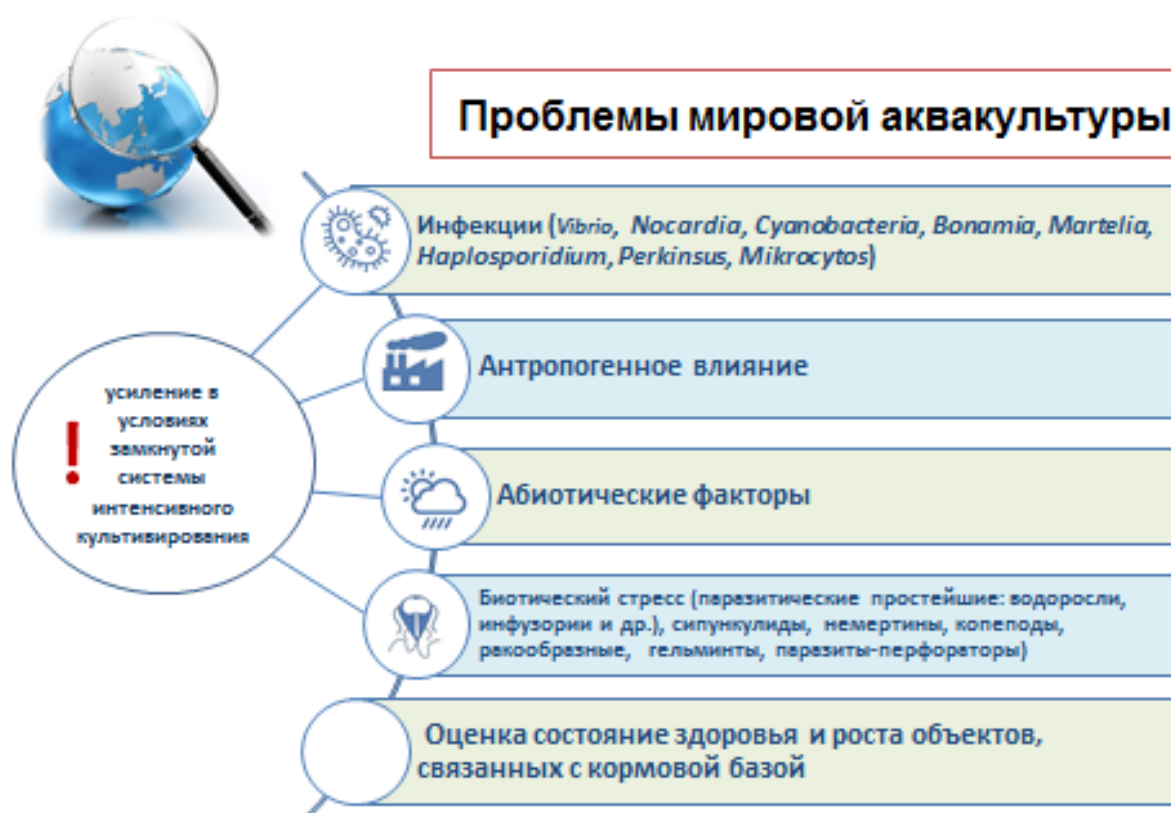 Проблемы мировой аквакультуры
Инфекции (Vibrio, Nocardia, Cyanobacteria, Bonamia, Martelia,
Haplosporidium, Perkinsus, Mikrocytos)
Антропогенное влияние
усиление в
условиях
замкнутой
системы
интенсивного
культивирования
!
Абиотические факторы
Биотический стресс (паразитические простейшие: водоросли,
инфузории и др.), сипункулиды, немертины, копеподы,
ракообразные, гельминты, паразиты-перфораторы)
Оценка состояние здоровья и роста объектов,
связанных с кормовой базой